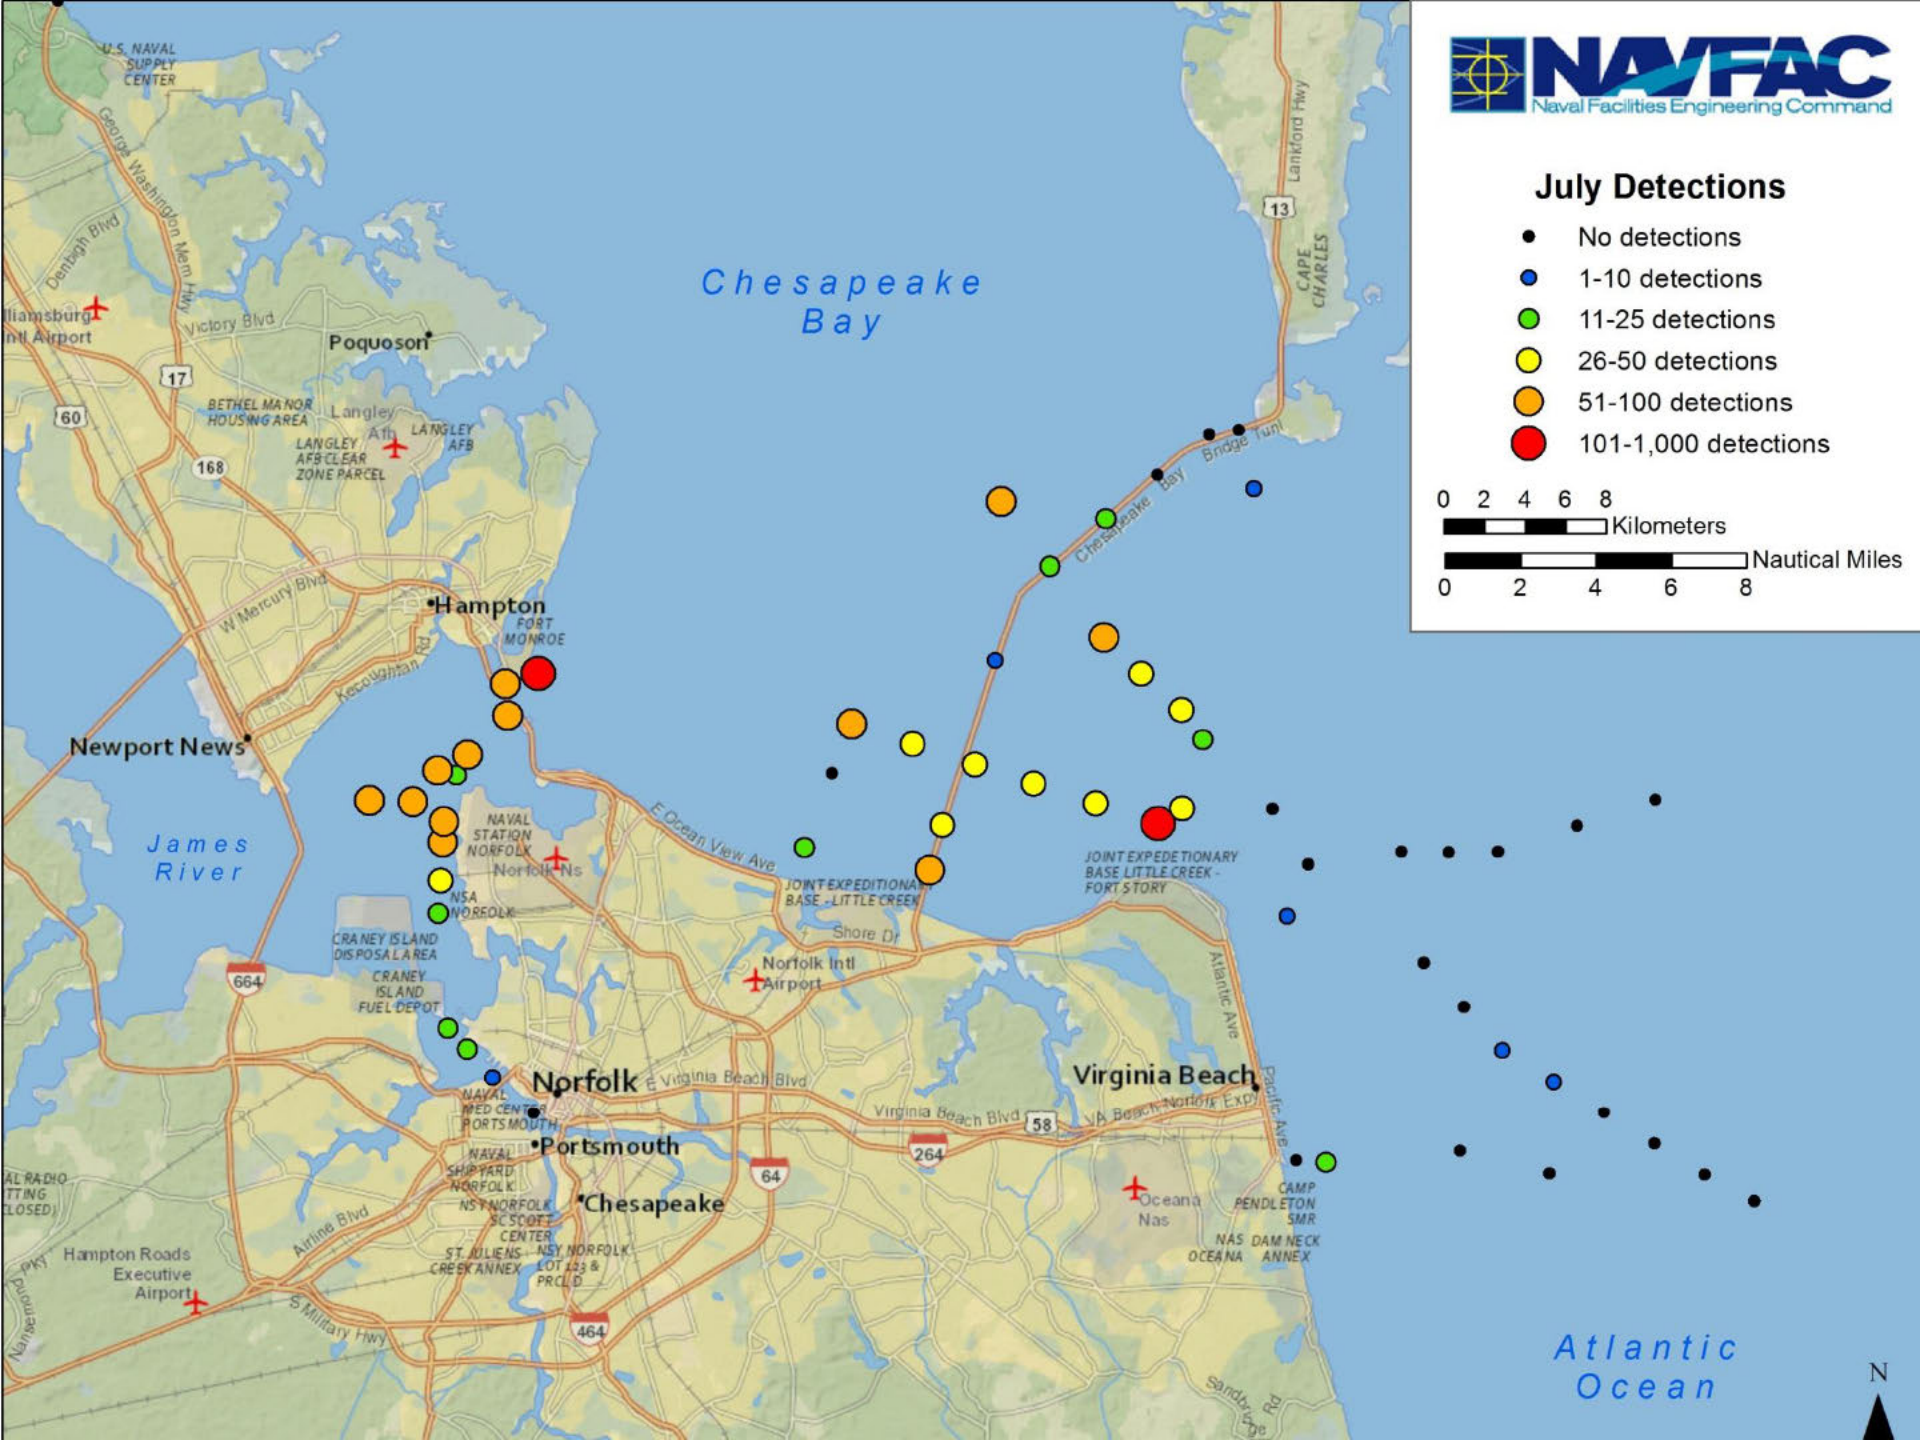 U.S. NAVAL
SUPPLY
CENTER
George Washington Mem Hwy
Denbigh Blvd
lliamsburg
Intl Airport
Victory Blvd
Poquoson
17
60
BETHEL MANOR
HOUSING AREA
Langley
Afb
LANGLEY
AFB
LANGLEY
AFB CLEAR
ZONE PARCEL
168
W Mercury Blvd
Hampton
FORT
MONROE
Kecoughtan Rd
Newport News
James
River
Chesapeake
Bay
Lankford Hwy
13
CAPE
CHARLES
Chesapeake Bay Bridge Tunl
NAVFAC
Naval Facilities Engineering Command
July Detections
No detections
1-10 detections
11-25 detections
26-50 detections
51-100 detections
101-1,000 detections
0 2 4 6 8
Kilometers
Nautical Miles
0 2 4 6 8
NAVAL
STATION
NORFOLK
Norfolk Ns
E Ocean View Ave
NSA
NORFOLK
JOINT EXPEDITIONARY
BASE - LITTLE CREEK
JOINT EXPEDETIONARY
BASE LITTLE CREEK -
FORT STORY
Shore Dr
CRANEY ISLAND
DISPOSAL AREA
CRANEY
ISLAND
FUEL DEPOT
664
Norfolk Intl
Airport
Atlantic Ave
Norfolk
E Virginia Beach Blvd
Virginia Beach
Pacific Ave
NAVAL
MED CENTER
PORTSMOUTH
Virginia Beach Blvd
58
VA Beach-Norfolk Expy
Portsmouth
264
64
NAVAL
SHIPYARD
NORFOLK
AL RADIO
TTING
CLOSED)
NSY NORFOLK
SCSCOTT
CENTER
Chesapeake
Oceana
Nas
CAMP
PENDLETON
SMR
NAS
OCEANA
DAM NECK
ANNEX
Airline Blvd
ST. JULIENS
CREEK ANNEX
NSY NORFOLK
LOT 123 &
PRCL D
Hampton Roads
Executive
Airport
Pky
S Military Hwy
464
Sandbridge Rd
Atlantic
Ocean
N